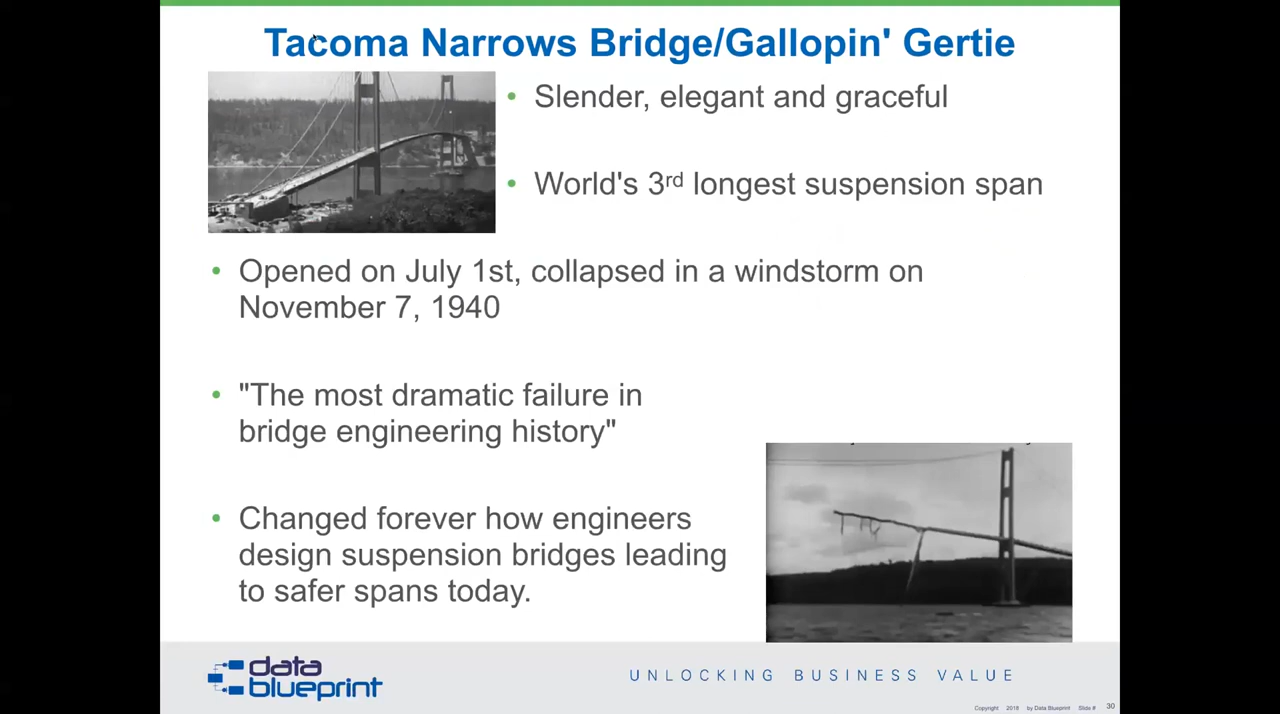 Tacoma Narrows Bridge/Gallopin' Gertie
• Slender, elegant and graceful
• World's 3rd longest suspension span
• Opened on July 1st, collapsed in a windstorm on
November 7, 1940
• "The most dramatic failure in
bridge engineering history"
• Changed forever how engineers
design suspension bridges leading
to safer spans today.
data
blueprint
UNLOCKING BUSINESS VALUE
Copyright 2018 by Data Blueprint Slide # 30